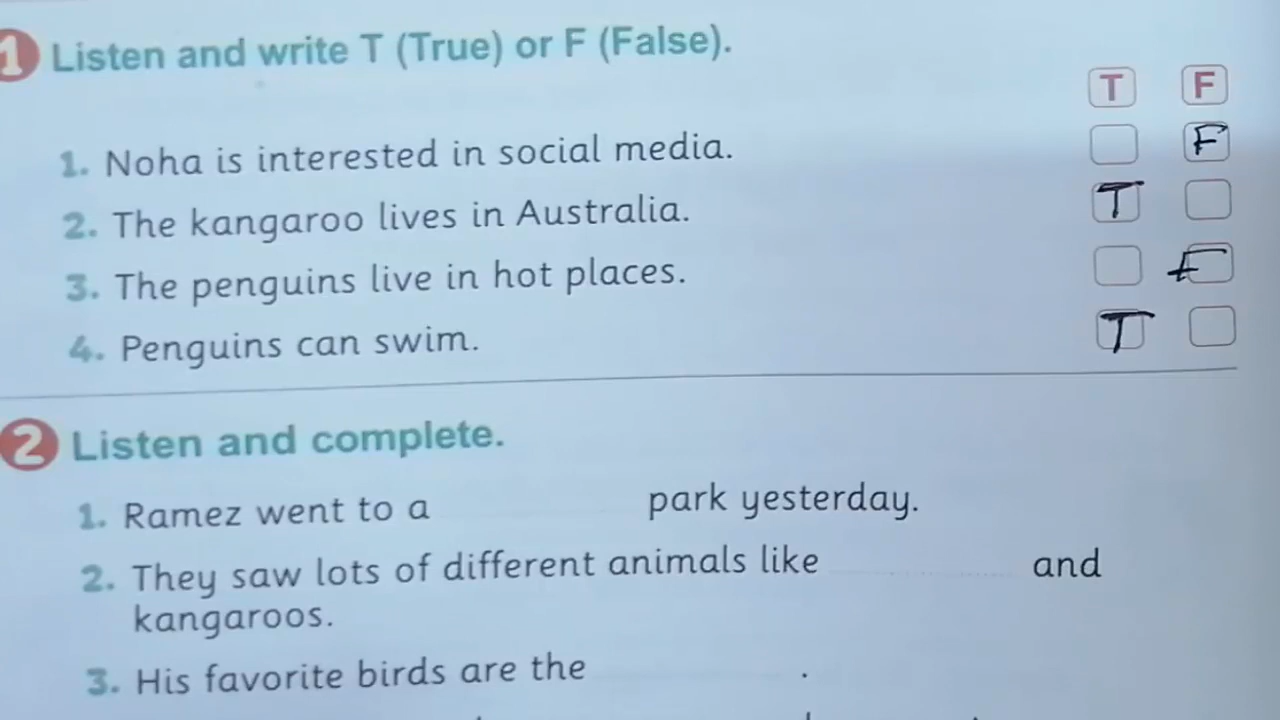 1 Listen and write T (True) or F (False).
T F
1. Noha is interested in social media. F
2. The kangaroo lives in Australia. T
3. The penguins live in hot places. F
4. Penguins can swim. T
2 Listen and complete.
1. Ramez went to a park yesterday.
2. They saw lots of different animals like and
kangaroos.
3. His favorite birds are the .